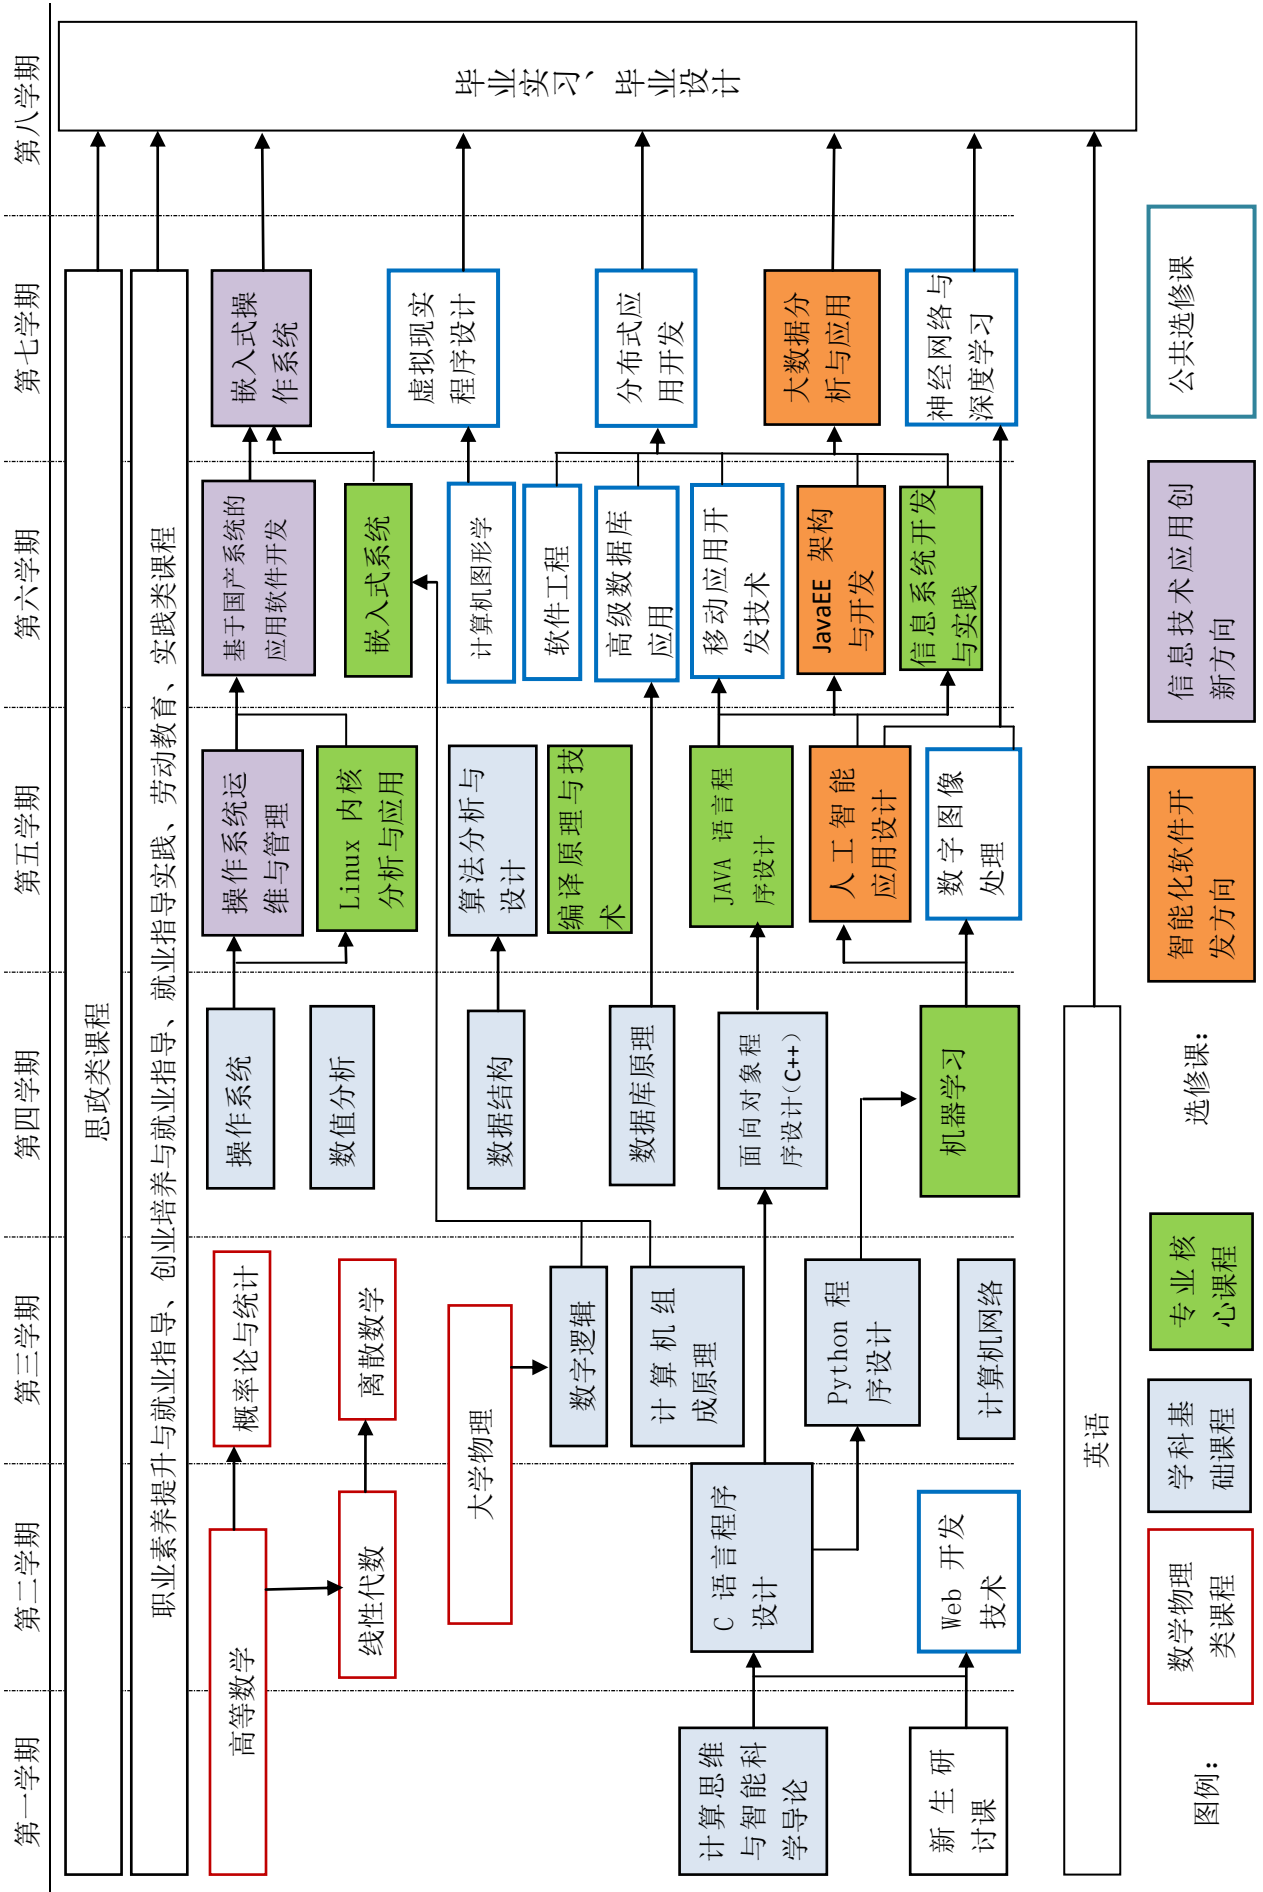 第一学期
第二学期
第三学期
第四学期
第五学期
第六学期
第七学期
第八学期
思政类课程
职业素养提升与就业指导、创业培养与就业指导、就业指导实践、劳动教育、实践类课程
毕业实习、毕业设计
高等数学
概率论与统计
线性代数
离散数学
大学物理
数字逻辑
计算机组
成原理
计算思维
与智能科
学导论
新生研
讨课
C 语言程序
设计
Web 开发
技术
Python 程
序设计
计算机网络
操作系统
数值分析
数据结构
数据库原理
面向对象程
序设计(C++)
机器学习
操作系统运
维与管理
Linux 内核
分析与应用
算法分析与
设计
编译原理与技
术
JAVA 语言程
序设计
人工智能
应用设计
数字图像
处理
基于国产系统的
应用软件开发
嵌入式系统
计算机图形学
软件工程
高级数据库
应用
移动应用开
发技术
JavaEE 架构
与开发
信息系统开发
与实践
嵌入式操
作系统
虚拟现实
程序设计
分布式应
用开发
大数据分
析与应用
神经网络与
深度学习
英语
图例:
数学物理
类课程
学科基
础课程
专业核
心课程
选修课:
智能化软件开
发方向
信息技术应用创
新方向
公共选修课